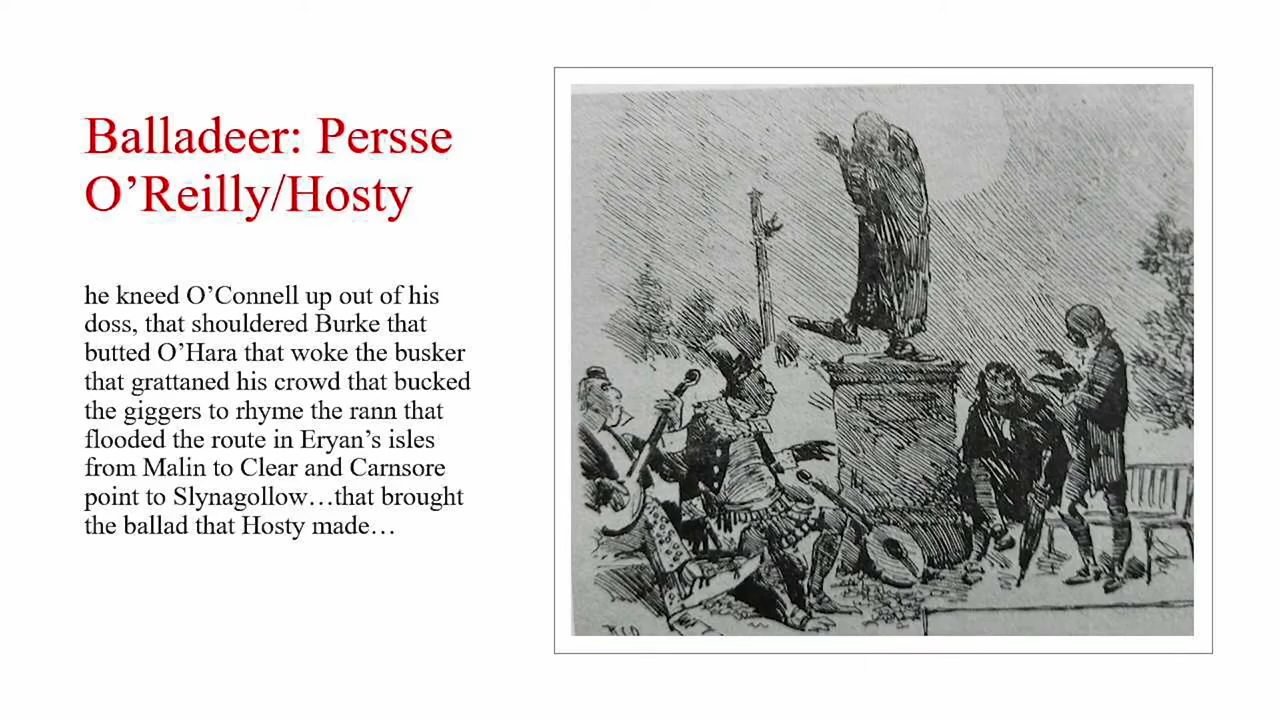 Balladeer: Persse
O’Reilly/Hosty
he kneed O’Connell up out of his
doss, that shouldered Burke that
butted O’Hara that woke the busker
that grattaned his crowd that bucked
the giggers to rhyme the rann that
flooded the route in Eryan’s isles
from Malin to Clear and Carnsore
point to Slynagollow…that brought
the ballad that Hosty made…